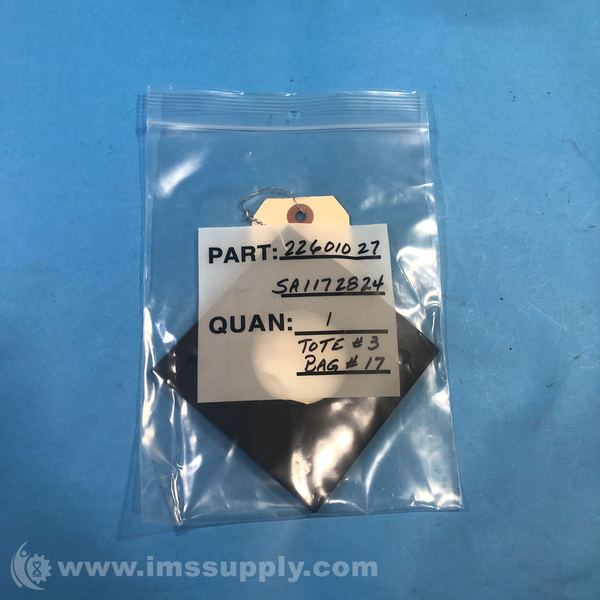 PART: 22601027
SA1172824
QUAN: 1
TOTE #3
BAG #17
www.imssupply.com